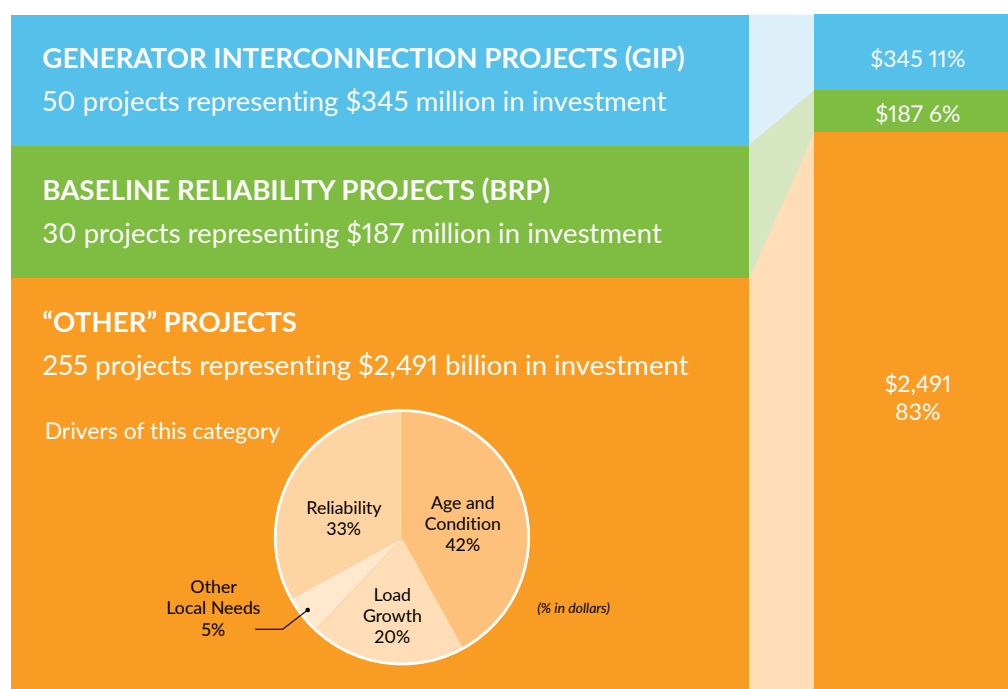 GENERATOR INTERCONNECTION PROJECTS (GIP)
50 projects representing $345 million in investment
$345 11%
BASELINE RELIABILITY PROJECTS (BRP)
30 projects representing $187 million in investment
$187 6%
“OTHER” PROJECTS
255 projects representing $2,491 billion in investment
$2,491
83%
Drivers of this category
Reliability
33%
Age and
Condition
42%
Other
Local Needs
5%
Load
Growth
20%
(% in dollars)